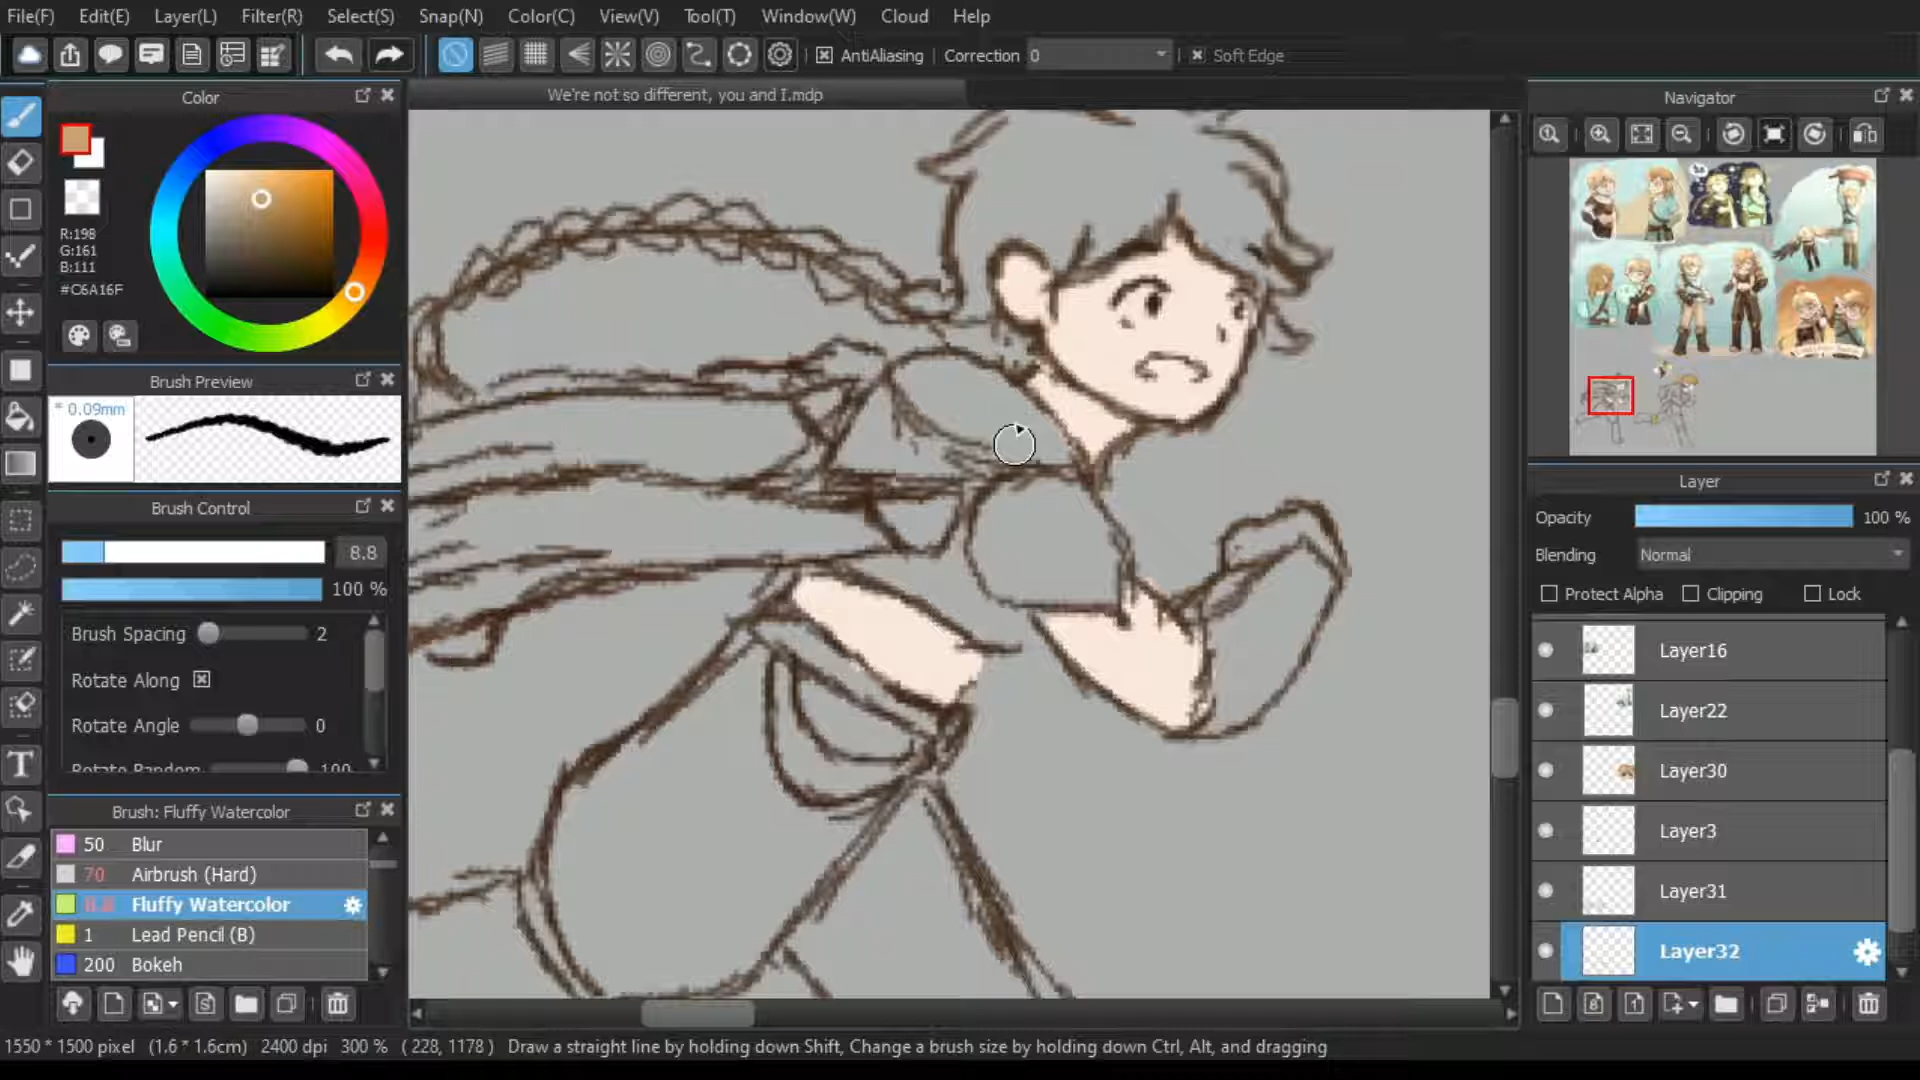 File(F) Edit(E) Layer(L) Filter(R) Select(S) Snap(N) Color(C) View(V) Tool(T) Window(W) Cloud Help
AntiAliasing Correction 0 Soft Edge
Color
We're not so different, you and I.mdp
Navigator
R:198
G:161
B:111
#C6A16F
Brush Preview
* 0.09mm
Brush Control
8.8
100 %
Brush Spacing 2
Rotate Along
Rotate Angle 0
Rotate Random 100
Brush: Fluffy Watercolor
50 Blur
70 Airbrush (Hard)
8.8 Fluffy Watercolor
1 Lead Pencil (B)
200 Bokeh
Layer
Opacity 100 %
Blending Normal
Protect Alpha Clipping Lock
Layer16
Layer22
Layer30
Layer3
Layer31
Layer32
1550 * 1500 pixel (1.6 * 1.6cm) 2400 dpi 300 % ( 228, 1178 ) Draw a straight line by holding down Shift, Change a brush size by holding down Ctrl, Alt, and dragging